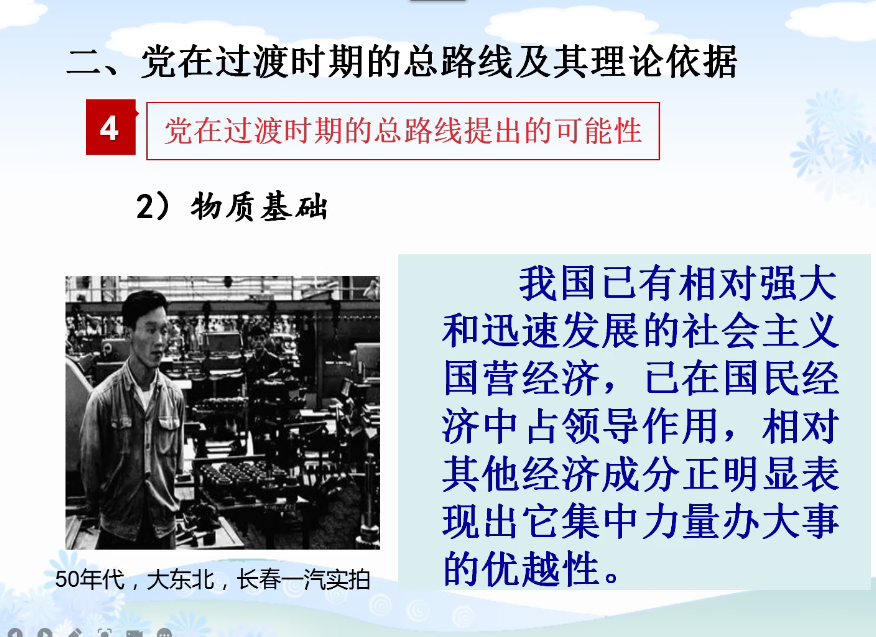 二、党在过渡时期的总路线及其理论依据
4
党在过渡时期的总路线提出的可能性
2）物质基础
我国已有相对强大
和迅速发展的社会主义
国营经济，已在国民经
济中占领导作用，相对
其他经济成分正明显表
现出它集中力量办大事
的优越性。
50年代，大东北，长春一汽实拍